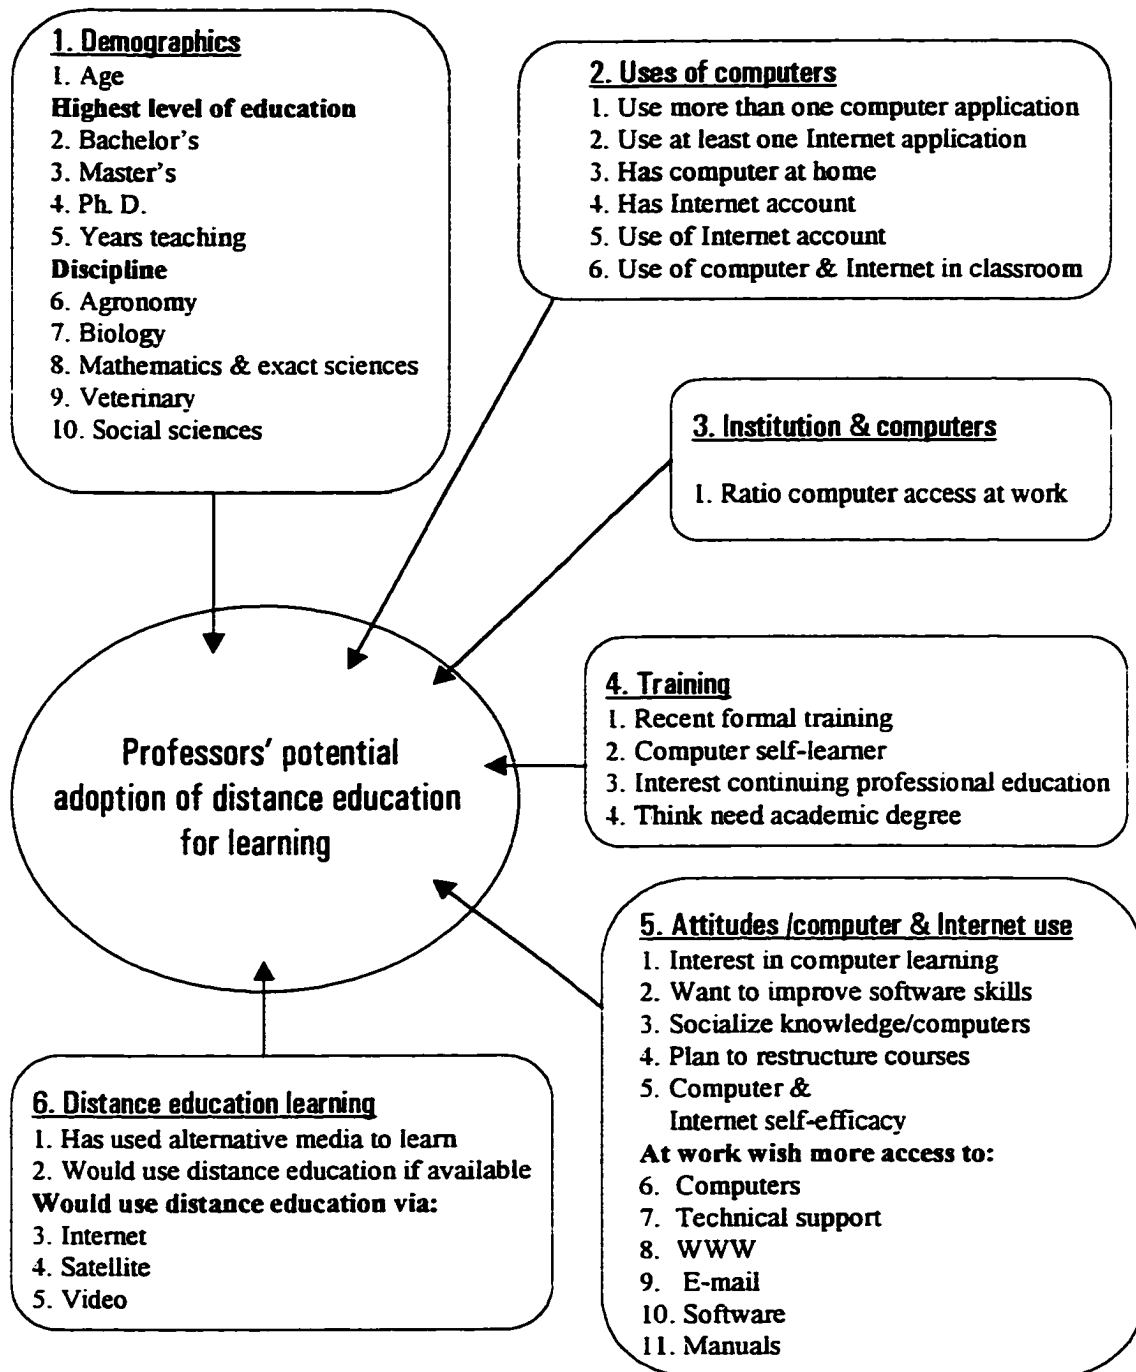 1. Demographics
1. Age
Highest level of education
2. Bachelor's
3. Master's
4. Ph. D.
5. Years teaching
Discipline
6. Agronomy
7. Biology
8. Mathematics & exact sciences
9. Veterinary
10. Social sciences
2. Uses of computers
1. Use more than one computer application
2. Use at least one Internet application
3. Has computer at home
4. Has Internet account
5. Use of Internet account
6. Use of computer & Internet in classroom
3. Institution & computers
1. Ratio computer access at work
Professors' potential
adoption of distance education
for learning
4. Training
1. Recent formal training
2. Computer self-learner
3. Interest continuing professional education
4. Think need academic degree
5. Attitudes /computer & Internet use
1. Interest in computer learning
2. Want to improve software skills
3. Socialize knowledge/computers
4. Plan to restructure courses
5. Computer &
Internet self-efficacy
At work wish more access to:
6. Computers
7. Technical support
8. WWW
9. E-mail
10. Software
11. Manuals
6. Distance education learning
1. Has used alternative media to learn
2. Would use distance education if available
Would use distance education via:
3. Internet
4. Satellite
5. Video